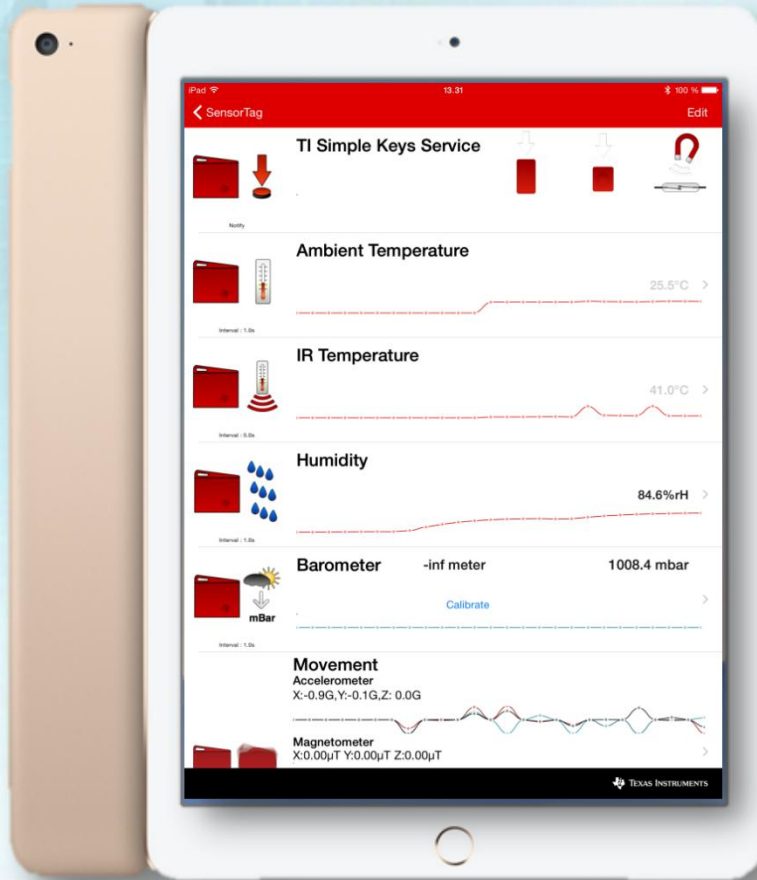 iPad 13.31 100 %
SensorTag Edit
TI Simple Keys Service
Notify
Ambient Temperature
25.5°C
Interval : 1.0s
IR Temperature
41.0°C
Interval : 5.0s
Humidity
84.6%rH
Interval : 1.0s
Barometer -inf meter 1008.4 mbar
Calibrate
mBar
Interval : 1.0s
Movement
Accelerometer
X:-0.9G,Y:-0.1G,Z: 0.0G
Magnetometer
X:0.00µT Y:0.00µT Z:0.00µT
TEXAS INSTRUMENTS